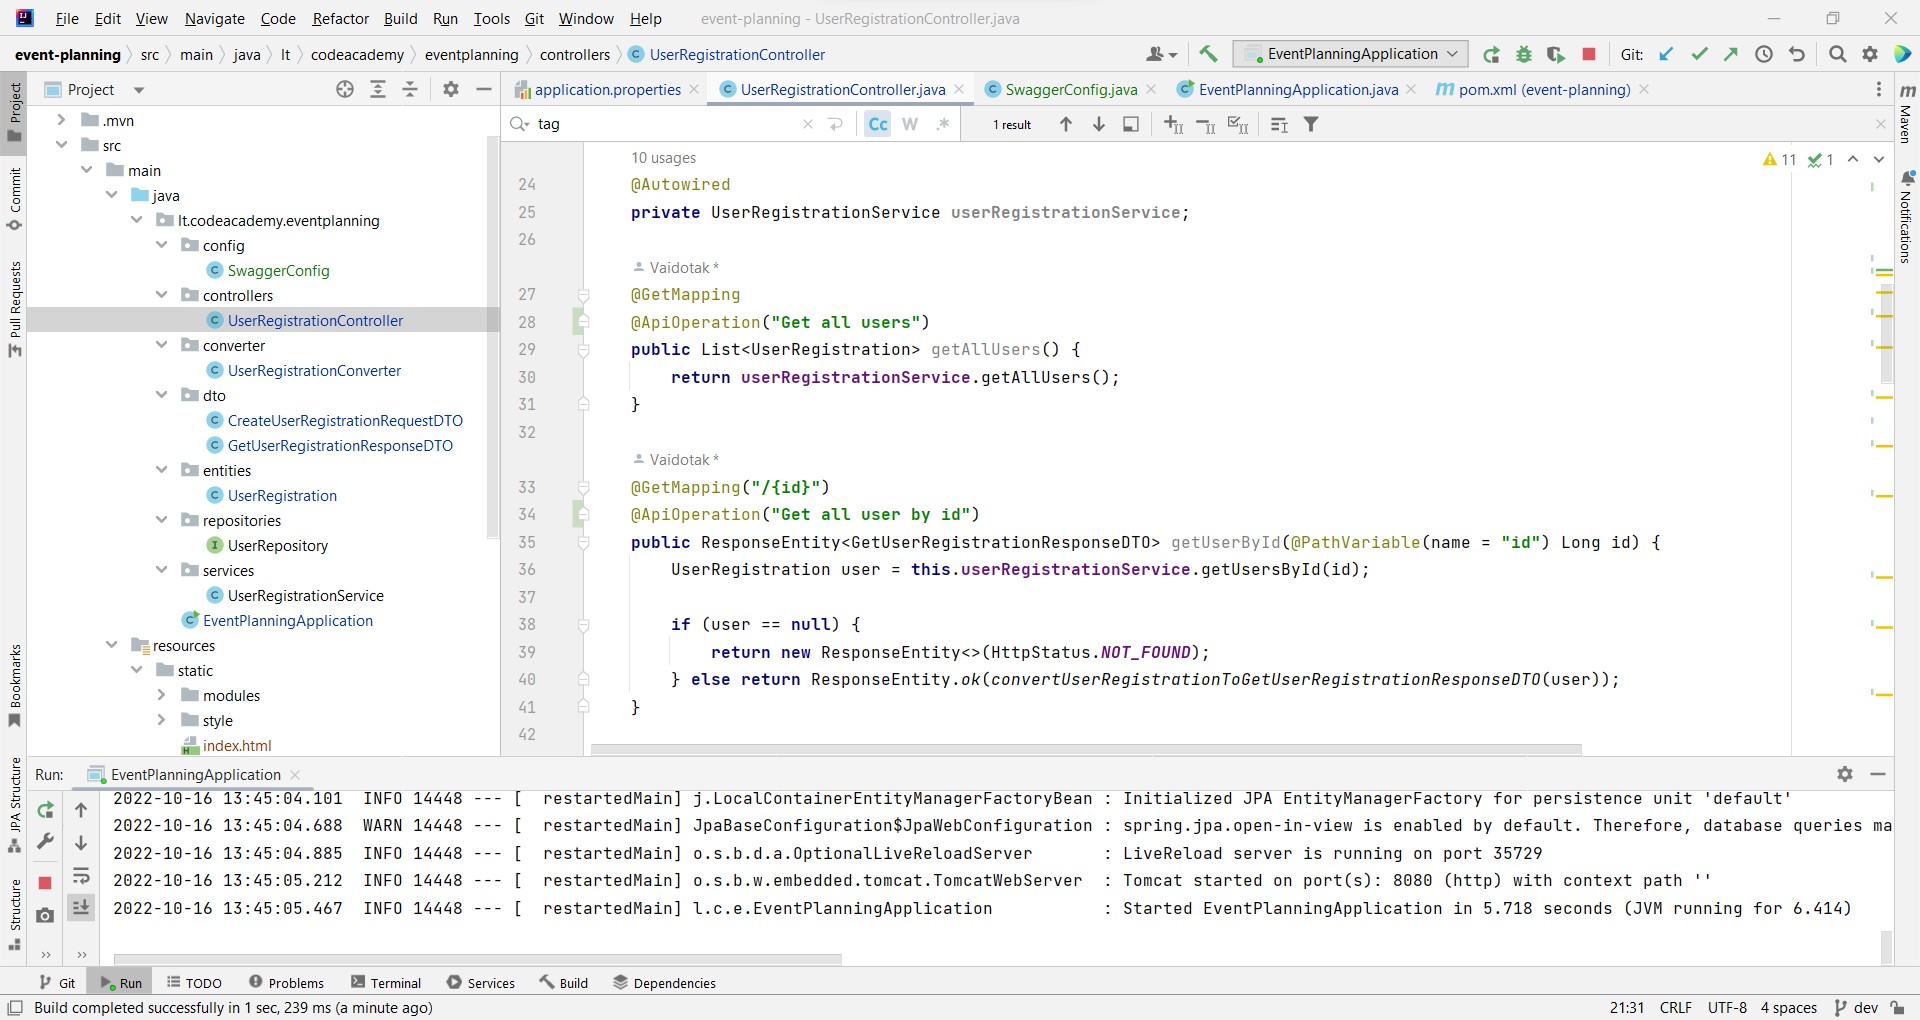 File Edit View Navigate Code Refactor Build Run Tools Git Window Help event-planning - UserRegistrationController.java
event-planning src main java lt codeacademy eventplanning controllers UserRegistrationController EventPlanningApplication Git:
Project application.properties UserRegistrationController.java SwaggerConfig.java EventPlanningApplication.java pom.xml (event-planning)
tag Cc W .* 1 result
Project
Commit
Pull Requests
Bookmarks
JPA Structure
Structure
.mvn
src
main
java
lt.codeacademy.eventplanning
config
SwaggerConfig
controllers
UserRegistrationController
converter
UserRegistrationConverter
dto
CreateUserRegistrationRequestDTO
GetUserRegistrationResponseDTO
entities
UserRegistration
repositories
UserRepository
services
UserRegistrationService
EventPlanningApplication
resources
static
modules
style
index.html
10 usages
11 1
24 @Autowired
25 private UserRegistrationService userRegistrationService;
26
Vaidotak *
27 @GetMapping
28 @ApiOperation("Get all users")
29 public List<UserRegistration> getAllUsers() {
30 return userRegistrationService.getAllUsers();
31 }
32
Vaidotak *
33 @GetMapping("/{id}")
34 @ApiOperation("Get all user by id")
35 public ResponseEntity<GetUserRegistrationResponseDTO> getUserById(@PathVariable(name = "id") Long id) {
36 UserRegistration user = this.userRegistrationService.getUsersById(id);
37
38 if (user == null) {
39 return new ResponseEntity<>(HttpStatus.NOT_FOUND);
40 } else return ResponseEntity.ok(convertUserRegistrationToGetUserRegistrationResponseDTO(user));
41 }
42
Maven
Notifications
Run: EventPlanningApplication
2022-10-16 13:45:04.101 INFO 14448 --- [ restartedMain] j.LocalContainerEntityManagerFactoryBean : Initialized JPA EntityManagerFactory for persistence unit 'default'
2022-10-16 13:45:04.688 WARN 14448 --- [ restartedMain] JpaBaseConfiguration$JpaWebConfiguration : spring.jpa.open-in-view is enabled by default. Therefore, database queries ma
2022-10-16 13:45:04.885 INFO 14448 --- [ restartedMain] o.s.b.d.a.OptionalLiveReloadServer : LiveReload server is running on port 35729
2022-10-16 13:45:05.212 INFO 14448 --- [ restartedMain] o.s.b.w.embedded.tomcat.TomcatWebServer : Tomcat started on port(s): 8080 (http) with context path ''
2022-10-16 13:45:05.467 INFO 14448 --- [ restartedMain] l.c.e.EventPlanningApplication : Started EventPlanningApplication in 5.718 seconds (JVM running for 6.414)
Git Run TODO Problems Terminal Services Build Dependencies
Build completed successfully in 1 sec, 239 ms (a minute ago) 21:31 CRLF UTF-8 4 spaces dev